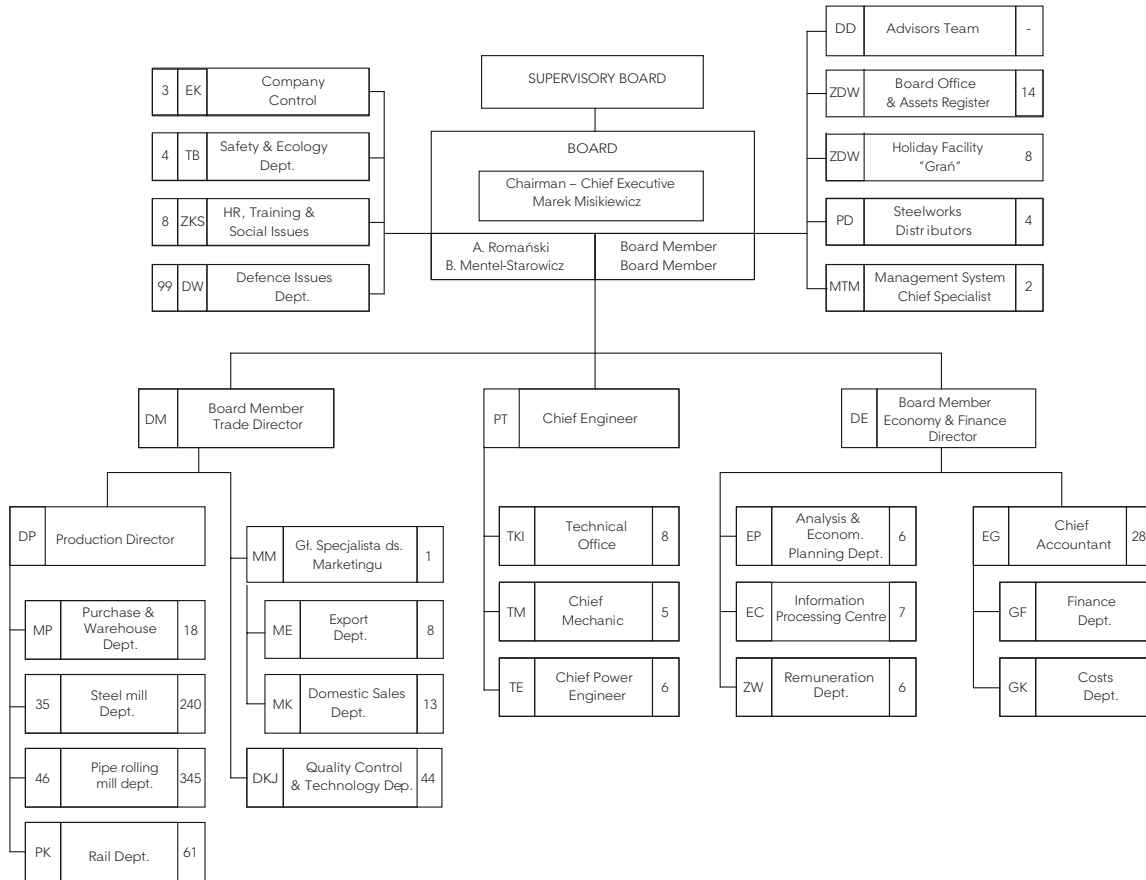 SUPERVISORY BOARD
BOARD
Chairman – Chief Executive
Marek Misikiewicz
A. Romański
B. Mentel-Starowicz
Board Member
Board Member
3 EK Company
Control
4 TB Safety & Ecology
Dept.
8 ZKS HR, Training &
Social Issues
99 DW Defence Issues
Dept.
DD Advisors Team -
ZDW Board Office
& Assets Register 14
ZDW Holiday Facility
"Grań" 8
PD Steelworks
Distributors 4
MTM Management System
Chief Specialist 2
DM Board Member
Trade Director
PT Chief Engineer
DE Board Member
Economy & Finance
Director
DP Production Director
MP Purchase &
Warehouse
Dept. 18
35 Steel mill
Dept. 240
46 Pipe rolling
mill dept. 345
PK Rail Dept. 61
MM Gł. Specjalista ds.
Marketingu 1
ME Export
Dept. 8
MK Domestic Sales
Dept. 13
DKJ Quality Control
& Technology Dep. 44
TKI Technical
Office 8
TM Chief
Mechanic 5
TE Chief Power
Engineer 6
EP Analysis &
Econom.
Planning Dept. 6
EC Information
Processing Centre 7
ZW Remuneration
Dept. 6
EG Chief
Accountant 28
GF Finance
Dept.
GK Costs
Dept.